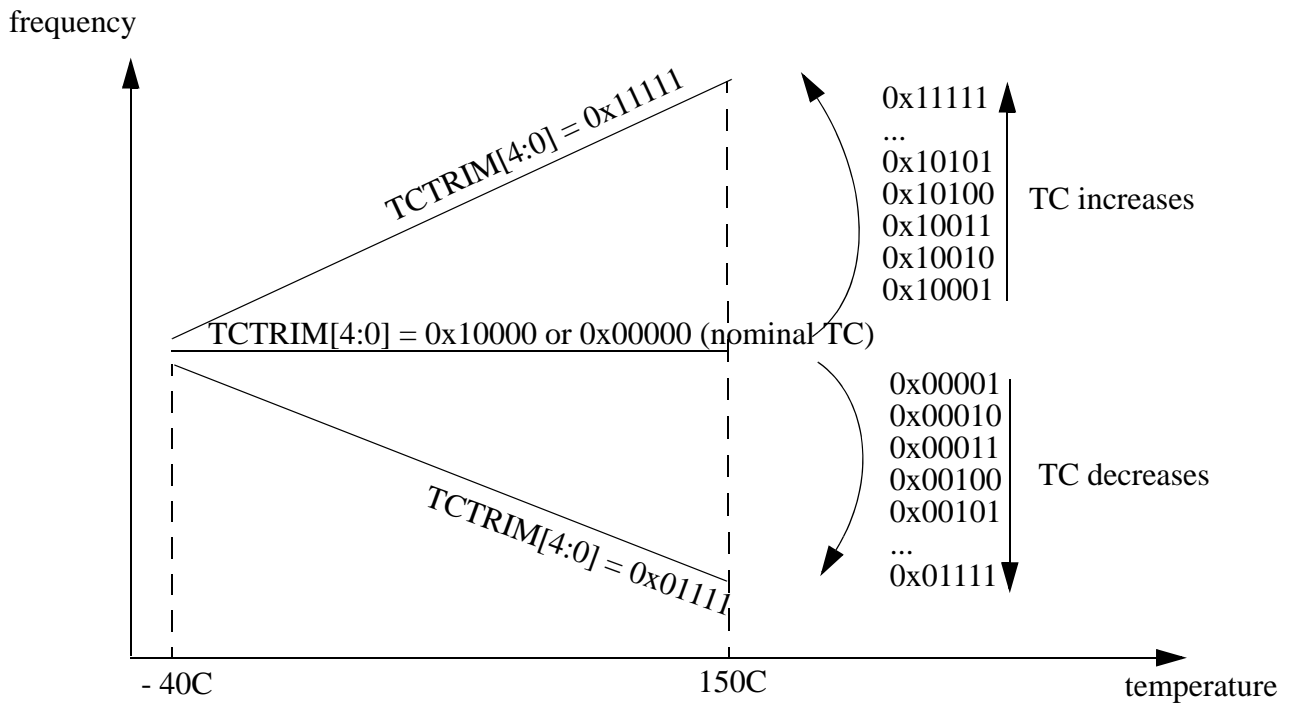 frequency
TCTRIM[4:0] = 0x11111
0x11111
...
0x10101
0x10100
0x10011
0x10010
0x10001
TC increases
TCTRIM[4:0] = 0x10000 or 0x00000 (nominal TC)
0x00001
0x00010
0x00011
0x00100
0x00101
...
0x01111
TC decreases
TCTRIM[4:0] = 0x01111
- 40C
150C
temperature